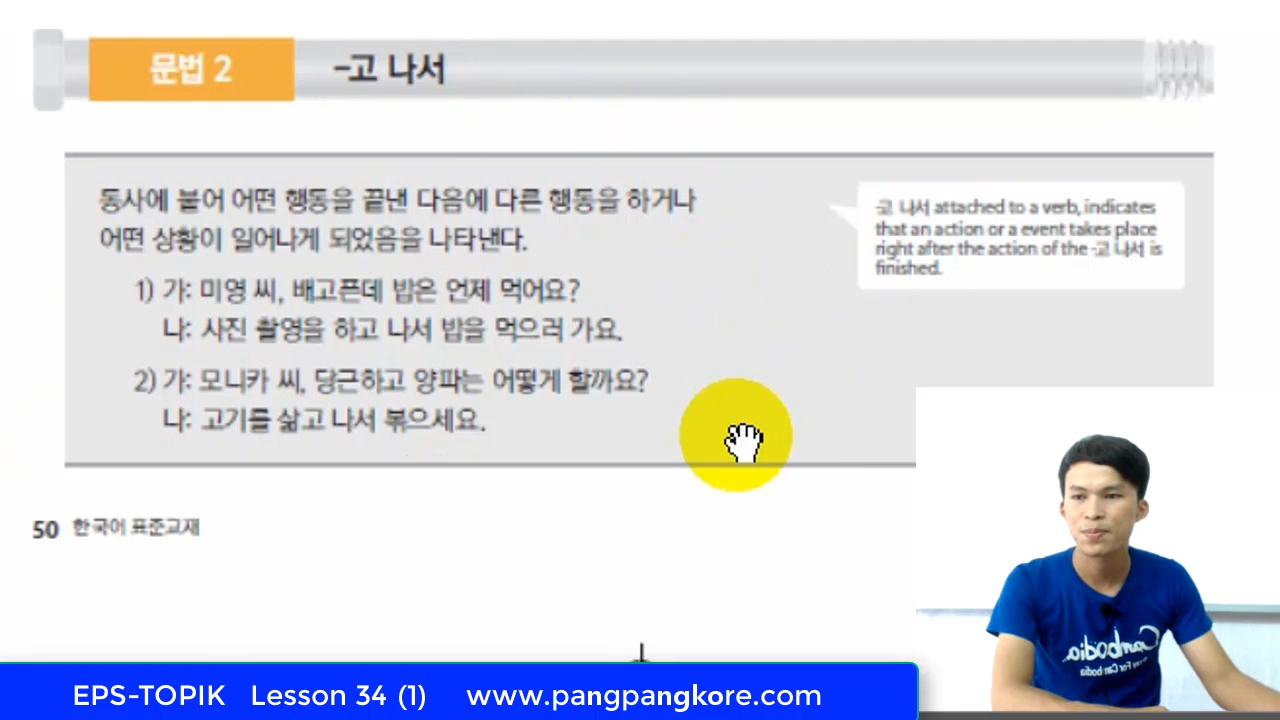 문법 2
-고 나서
동사에 붙어 어떤 행동을 끝낸 다음에 다른 행동을 하거나
어떤 상황이 일어나게 되었음을 나타낸다.
-고 나서 attached to a verb, indicates
that an action or a event takes place
right after the action of the -고 나서 is
finished.
1) 가: 미영 씨, 배고픈데 밥은 언제 먹어요?
나: 사진 촬영을 하고 나서 밥을 먹으러 가요.
2) 가: 모니카 씨, 당근하고 양파는 어떻게 할까요?
나: 고기를 삶고 나서 볶으세요.
50 한국어 표준교재
Cambodia
EPS-TOPIK Lesson 34 (1) www.pangpangkore.com